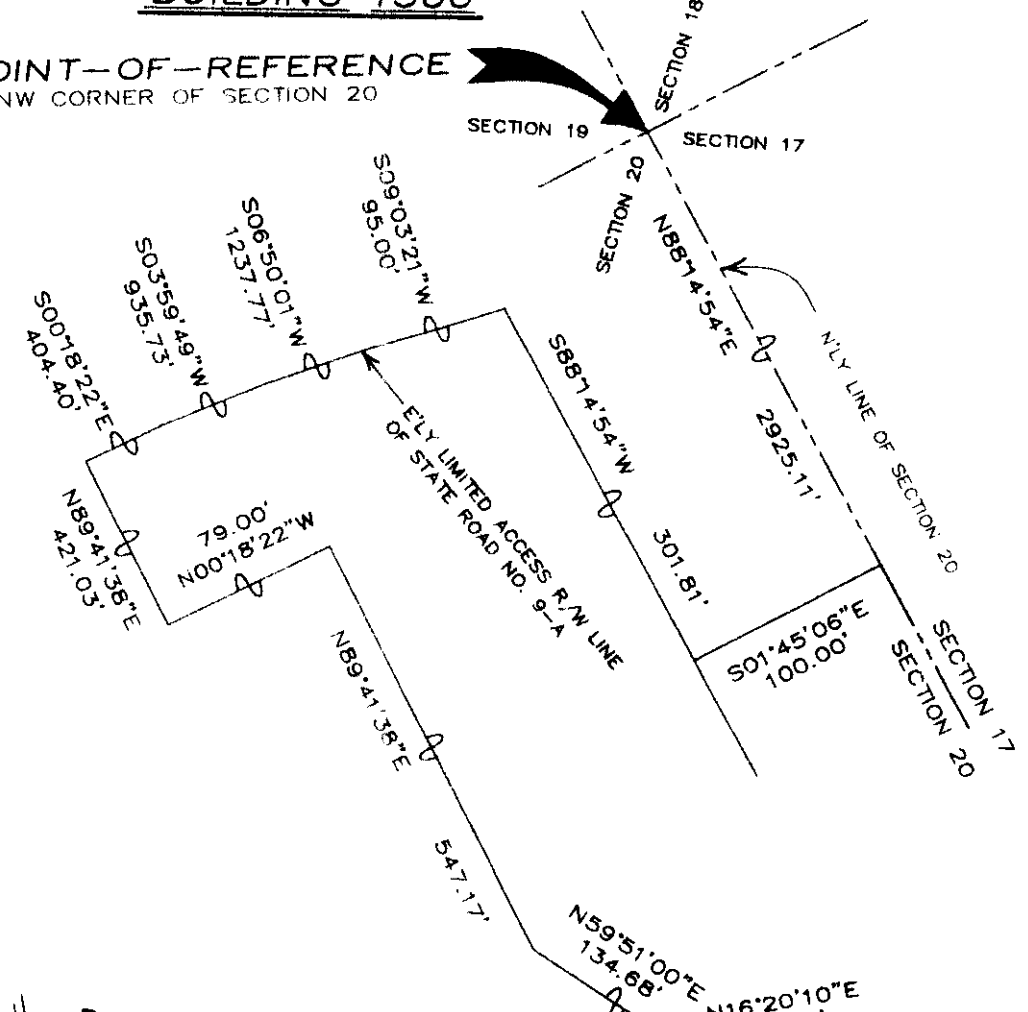 POINT-OF-REFERENCE
NW CORNER OF SECTION 20
SECTION 18
SECTION 19
SECTION 17
SECTION 20
N88°14'54"E
2925.11'
N'LY LINE OF SECTION 20
S09°03'21"W
95.00'
S06°50'01"W
1237.77'
S03°59'49"W
935.73'
S00°18'22"E
404.40'
S88°14'54"W
301.81'
E'LY LIMITED ACCESS R/W LINE
OF STATE ROAD NO. 9-A
N89°41'38"E
421.03'
79.00'
N00°18'22"W
S01°45'06"E
100.00'
SECTION 17
SECTION 20
N89°41'38"E
547.17'
N59°51'00"E
134.68'
N16°20'10"E